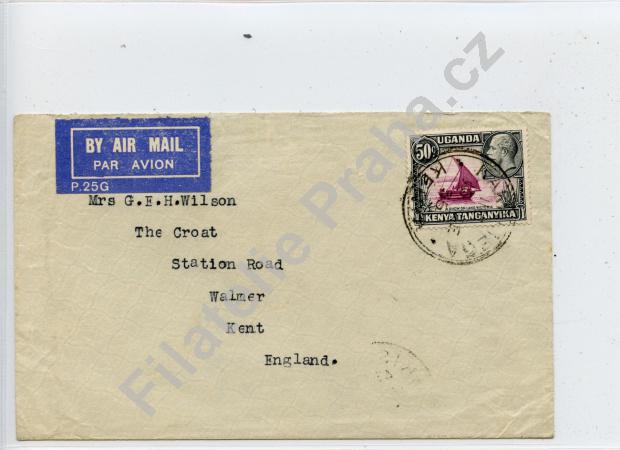 BY AIR MAIL
PAR AVION
P.25G
UGANDA
50c
KENYA TANGANYIKA
Mrs G.E.H.Wilson
The Croat
Station Road
Walmer
Kent
England.
Filatelie Praha.cz